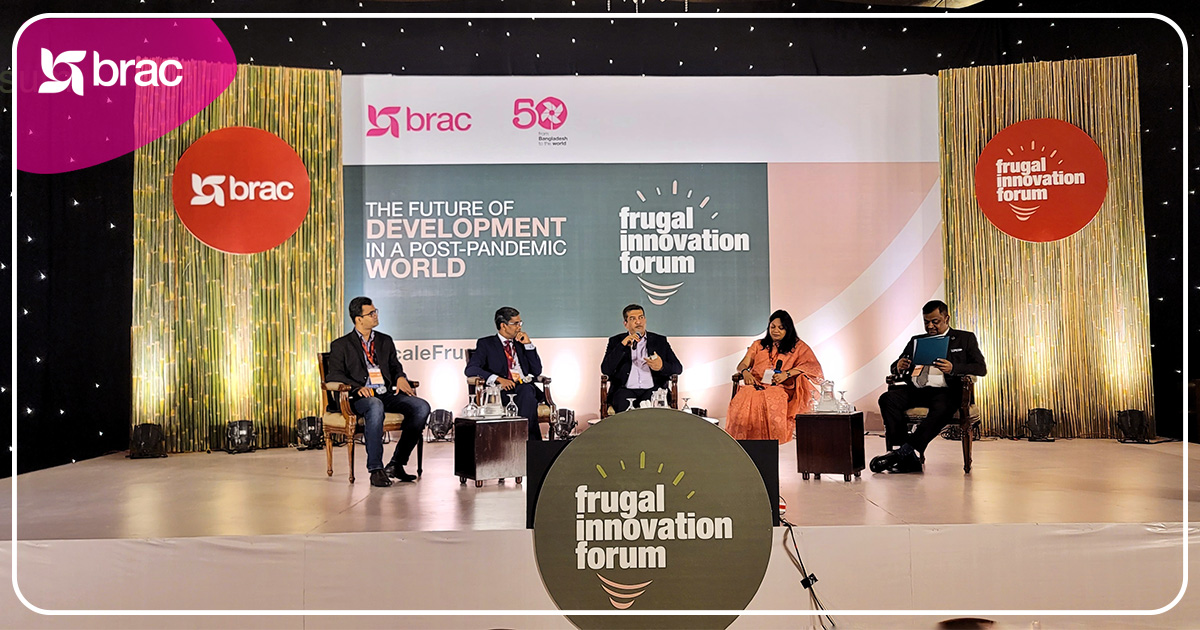 brac
brac
frugal
innovation
forum
brac
50
from
Bangladesh
to the world
THE FUTURE OF
DEVELOPMENT
IN A POST-PANDEMIC
WORLD
frugal
innovation
forum
caleFru
frugal
innovation
forum